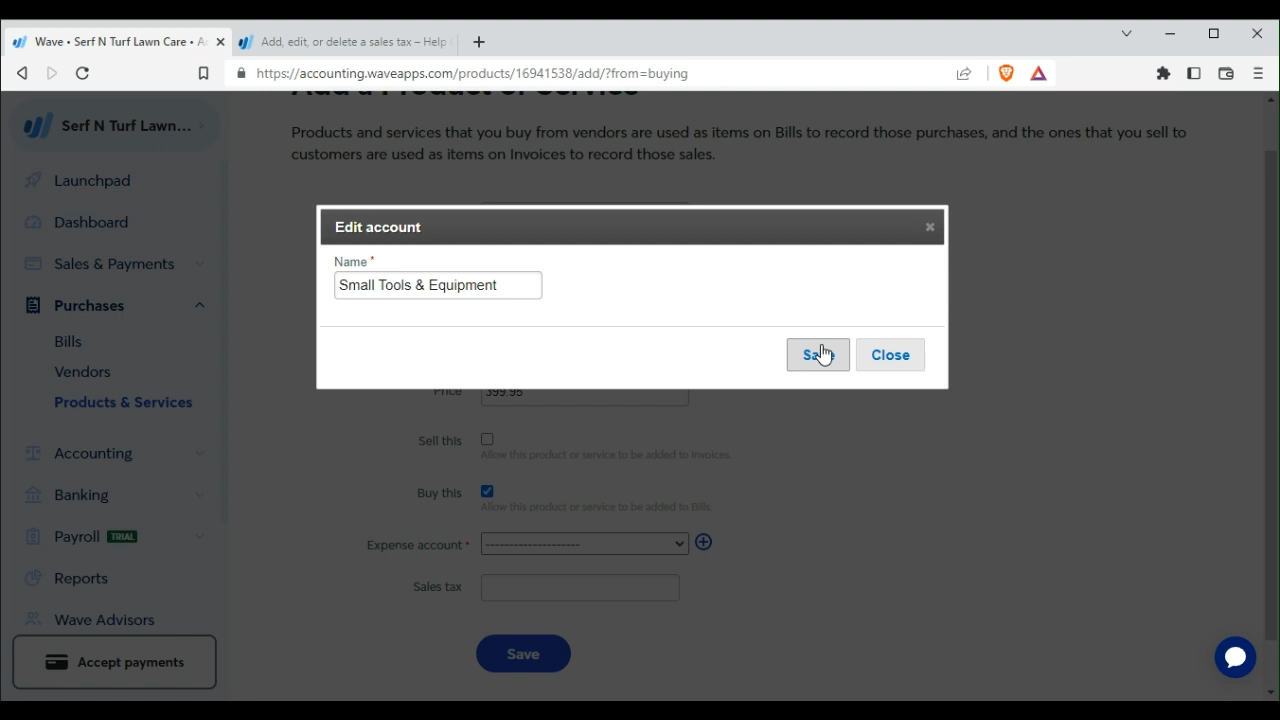 Wave • Serf N Turf Lawn Care •
Add, edit, or delete a sales tax – Help
https://accounting.waveapps.com/products/16941538/add/?from=buying
Serf N Turf Lawn...
Launchpad
Dashboard
Sales & Payments
Purchases
Bills
Vendors
Products & Services
Accounting
Banking
Payroll TRIAL
Reports
Wave Advisors
Accept payments
Add a Product or Service
Products and services that you buy from vendors are used as items on Bills to record those purchases, and the ones that you sell to
customers are used as items on Invoices to record those sales.
Edit account
Name *
Small Tools & Equipment
Save Close
Price 399.95
Sell this
Allow this product or service to be added to Invoices.
Buy this
Allow this product or service to be added to Bills.
Expense account * --------------------
Sales tax
Save